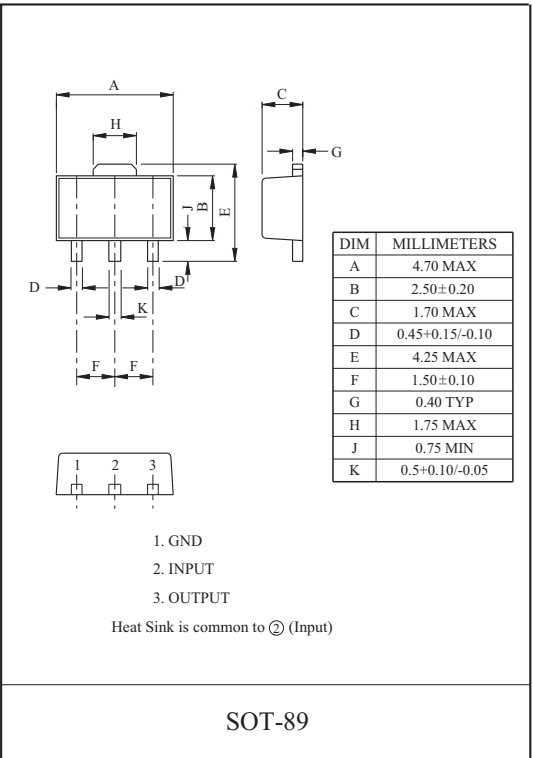 A
H
C
G
J
B
E
D
D
K
F
F
DIM MILLIMETERS
A 4.70 MAX
B 2.50±0.20
C 1.70 MAX
D 0.45+0.15/-0.10
E 4.25 MAX
F 1.50±0.10
G 0.40 TYP
H 1.75 MAX
J 0.75 MIN
K 0.5+0.10/-0.05
1 2 3
1. GND
2. INPUT
3. OUTPUT
Heat Sink is common to ② (Input)
SOT-89